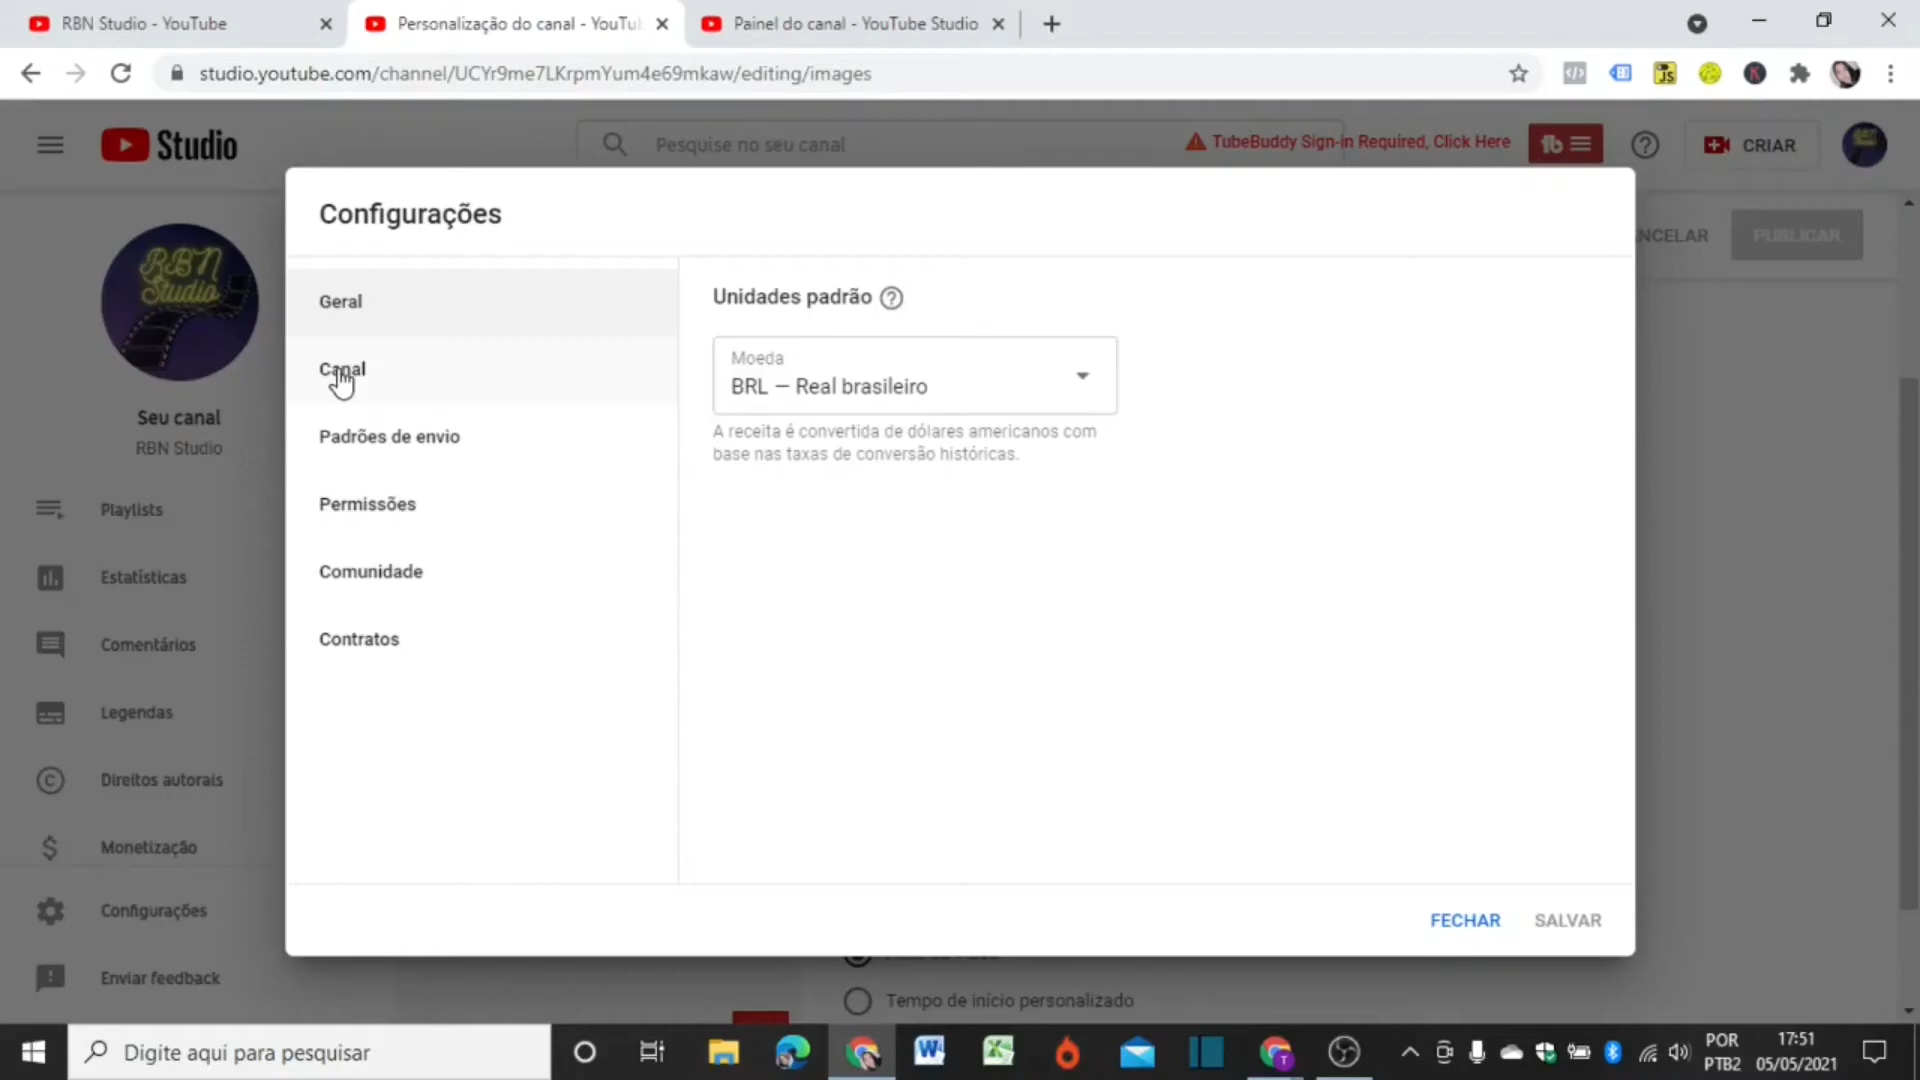 RBN Studio - YouTube
Personalização do canal - YouTu
Painel do canal - YouTube Studio
studio.youtube.com/channel/UCYr9me7LKrpmYum4e69mkaw/editing/images
Studio
Pesquise no seu canal
TubeBuddy Sign-in Required, Click Here
CRIAR
Configurações
NCELAR
PUBLICAR
RBN
Studio
Geral
Unidades padrão
Moeda
BRL — Real brasileiro
A receita é convertida de dólares americanos com
base nas taxas de conversão históricas.
Canal
Padrões de envio
Permissões
Comunidade
Contratos
Seu canal
RBN Studio
Playlists
Estatísticas
Comentários
Legendas
Direitos autorais
Monetização
Configurações
Enviar feedback
FECHAR
SALVAR
Tempo de início personalizado
Digite aqui para pesquisar
POR
PTB2
17:51
05/05/2021